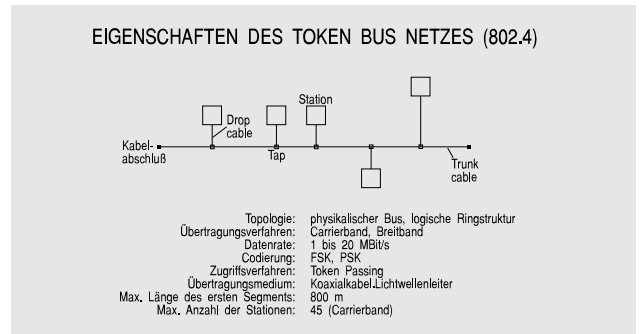 EIGENSCHAFTEN DES TOKEN BUS NETZES (802.4)
Station
Drop
cable
Kabel-
abschluß
Tap
Trunk
cable
Topologie: physikalischer Bus, logische Ringstruktur
Übertragungsverfahren: Carrierband, Breitband
Datenrate: 1 bis 20 MBit/s
Codierung: FSK, PSK
Zugriffsverfahren: Token Passing
Übertragungsmedium: Koaxialkabel.Lichtwellenleiter
Max. Länge des ersten Segments: 800 m
Max. Anzahl der Stationen: 45 (Carrierband)